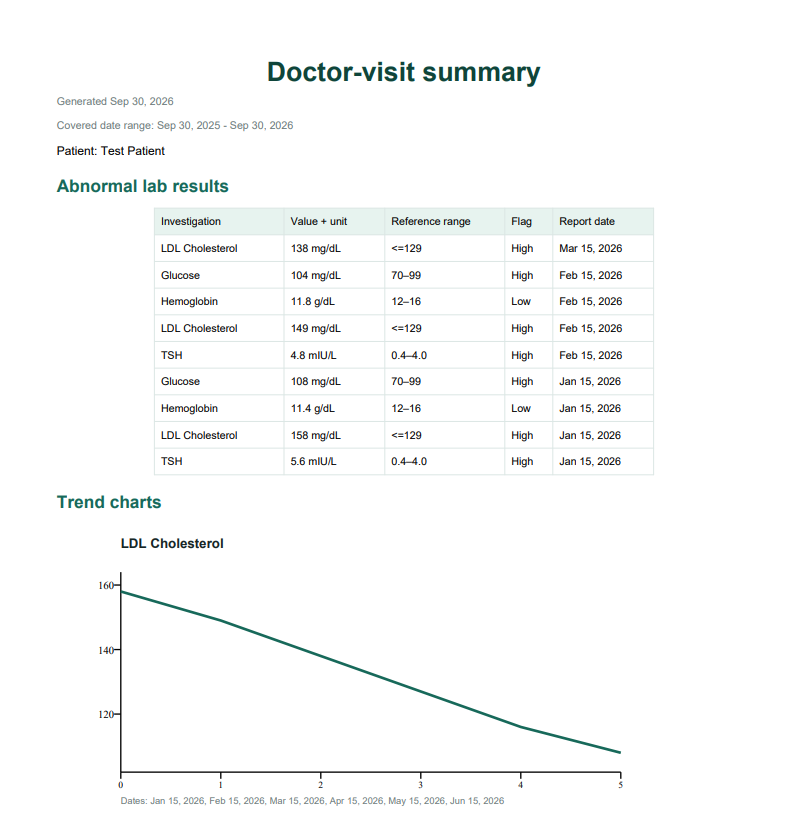 Doctor-visit summary
Generated Sep 30, 2026
Covered date range: Sep 30, 2025 - Sep 30, 2026
Patient: Test Patient
Abnormal lab results
Investigation Value + unit Reference range Flag Report date
LDL Cholesterol 138 mg/dL <=129 High Mar 15, 2026
Glucose 104 mg/dL 70–99 High Feb 15, 2026
Hemoglobin 11.8 g/dL 12–16 Low Feb 15, 2026
LDL Cholesterol 149 mg/dL <=129 High Feb 15, 2026
TSH 4.8 mIU/L 0.4–4.0 High Feb 15, 2026
Glucose 108 mg/dL 70–99 High Jan 15, 2026
Hemoglobin 11.4 g/dL 12–16 Low Jan 15, 2026
LDL Cholesterol 158 mg/dL <=129 High Jan 15, 2026
TSH 5.6 mIU/L 0.4–4.0 High Jan 15, 2026
Trend charts
LDL Cholesterol
160
140
120
0 1 2 3 4 5
Dates: Jan 15, 2026, Feb 15, 2026, Mar 15, 2026, Apr 15, 2026, May 15, 2026, Jun 15, 2026